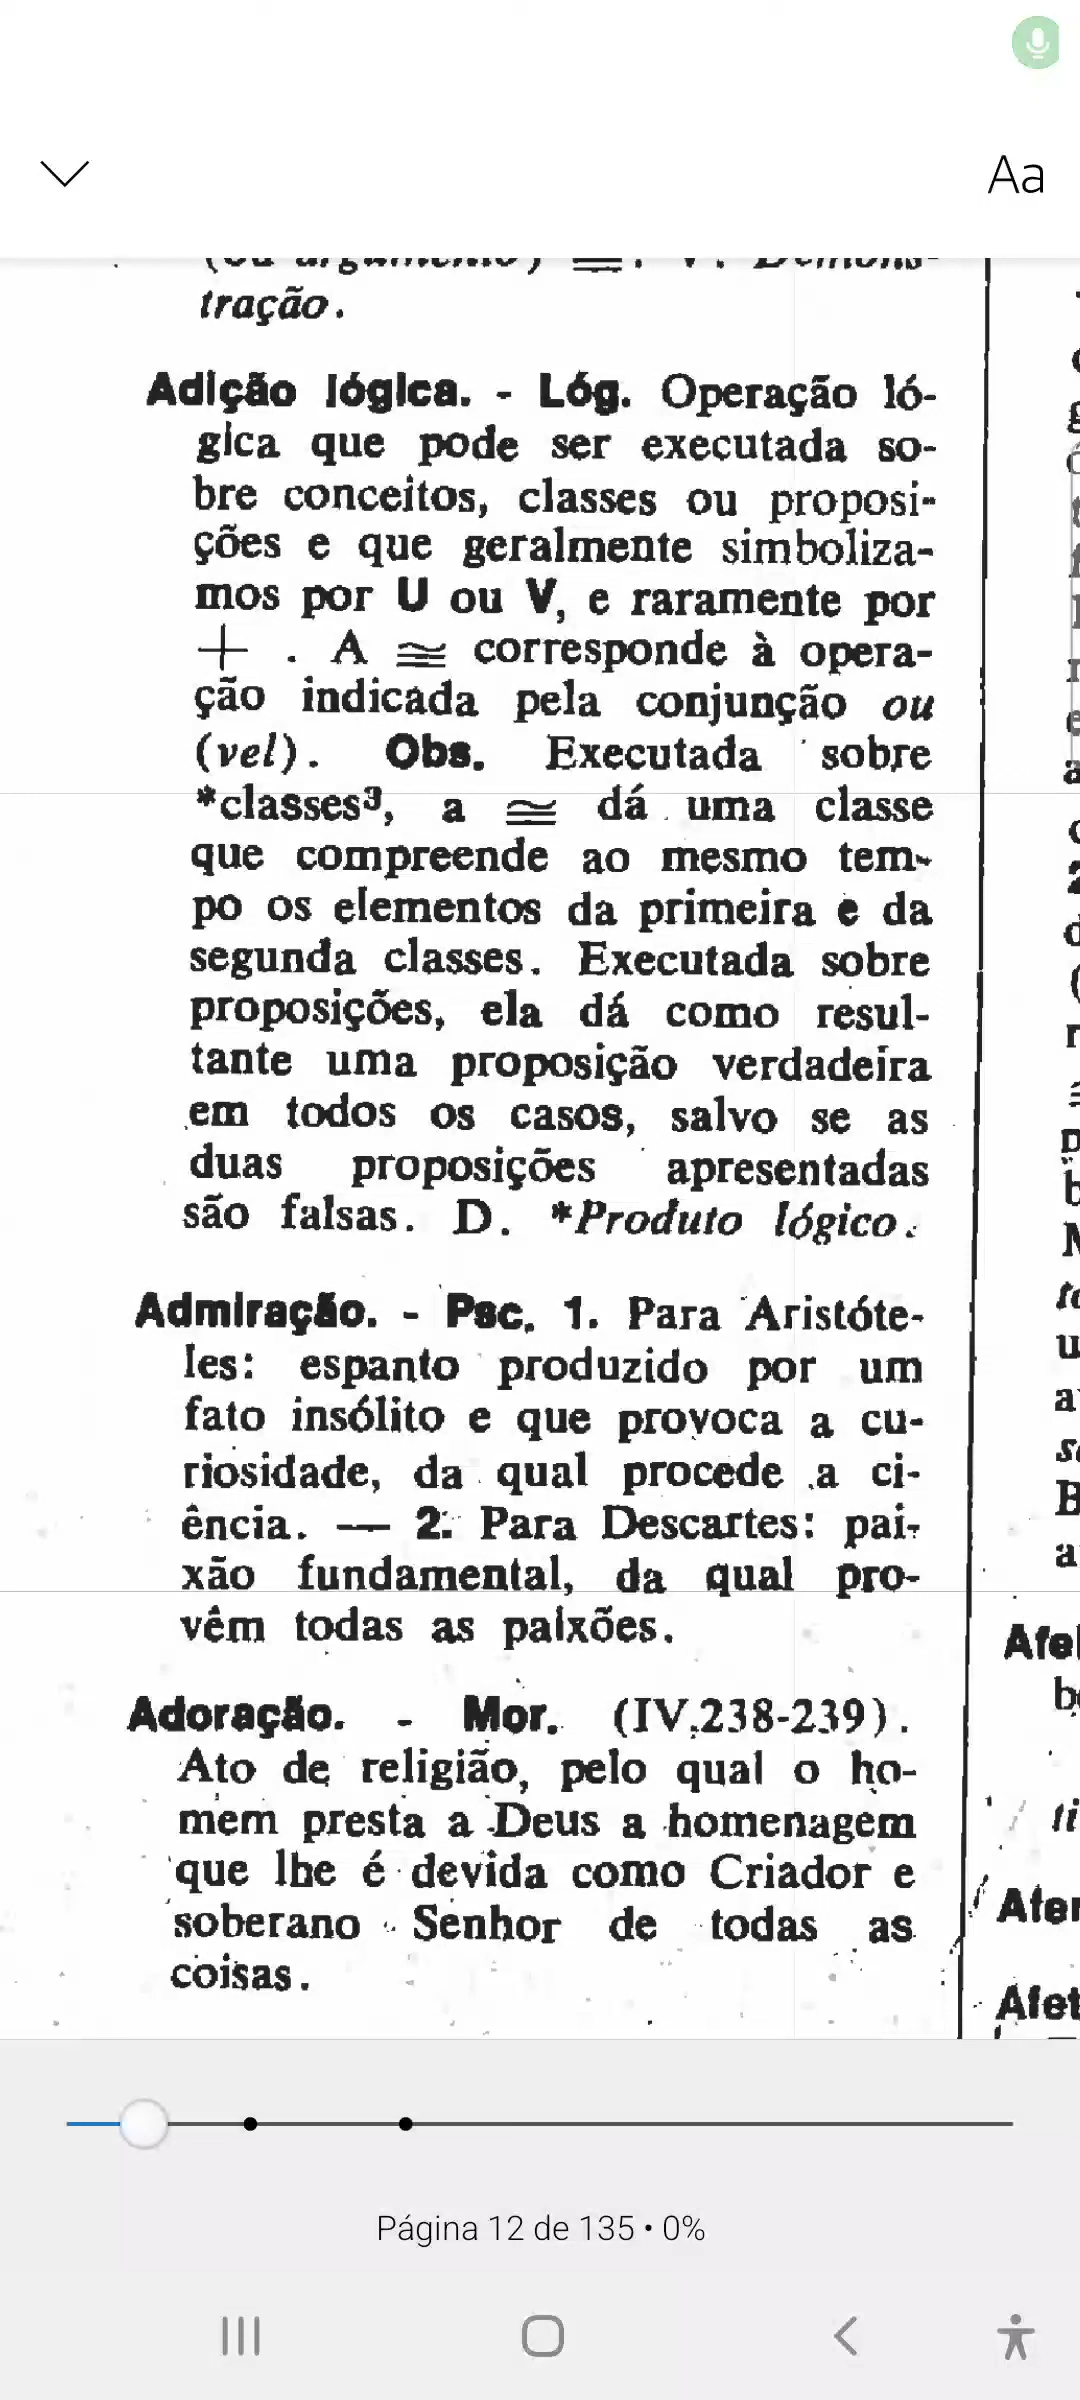 Aa
(ou argumento) ≅. V. Demons-
tração.
Adição lógica. - Lóg. Operação ló-
gica que pode ser executada so-
bre conceitos, classes ou proposi-
ções e que geralmente simboliza-
mos por U ou V, e raramente por
+ . A ≅ corresponde à opera-
ção indicada pela conjunção ou
(vel). Obs. Executada sobre
*classes³, a ≅ dá uma classe
que compreende ao mesmo tem-
po os elementos da primeira e da
segunda classes. Executada sobre
proposições, ela dá como resul-
tante uma proposição verdadeira
em todos os casos, salvo se as
duas proposições apresentadas
são falsas. D. *Produto lógico.
Admiração. - Psc. 1. Para Aristóte-
les: espanto produzido por um
fato insólito e que provoca a cu-
riosidade, da qual procede a ci-
ência. — 2. Para Descartes: pai-
xão fundamental, da qual pro-
vêm todas as paixões.
Adoração. - Mor. (IV,238-239).
Ato de religião, pelo qual o ho-
mem presta a Deus a homenagem
que lhe é devida como Criador e
soberano Senhor de todas as
coisas.
Página 12 de 135 • 0%